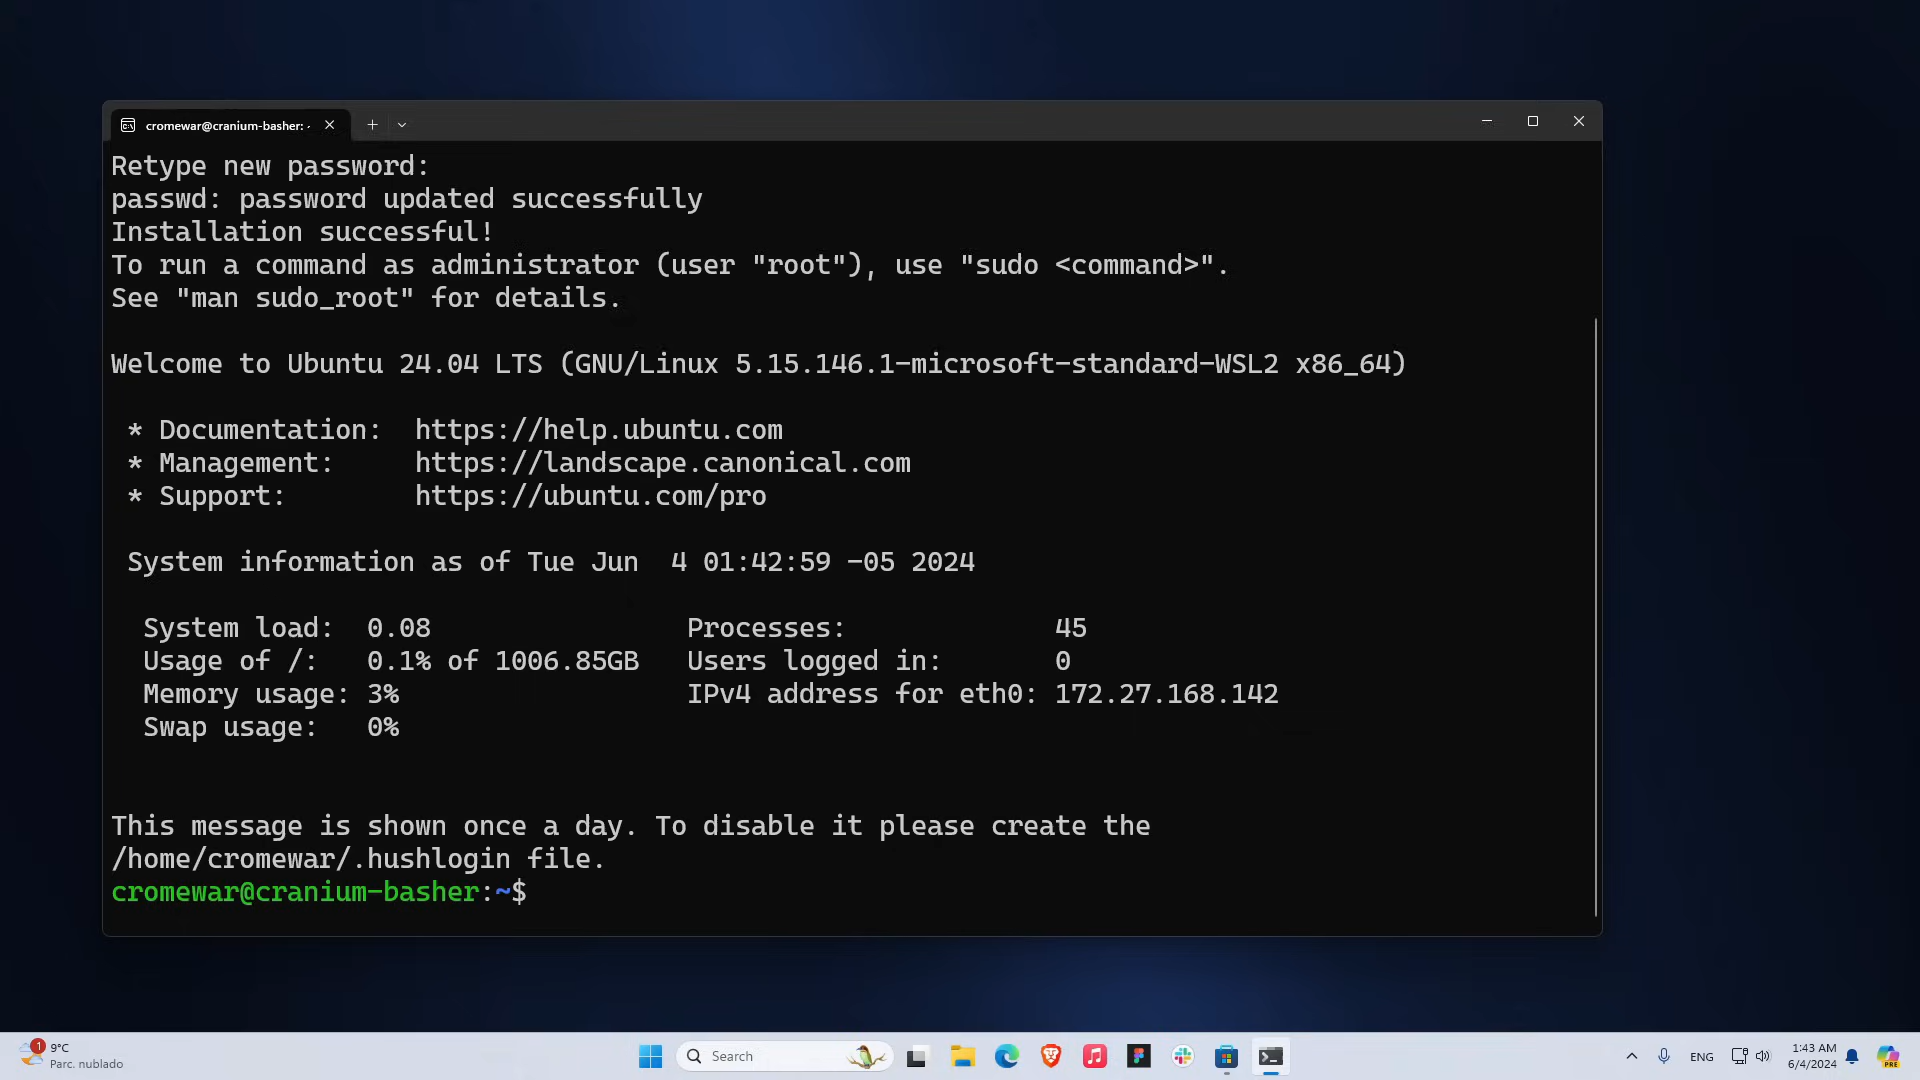 cromewar@cranium-basher: ~
Retype new password:
passwd: password updated successfully
Installation successful!
To run a command as administrator (user "root"), use "sudo <command>".
See "man sudo_root" for details.
Welcome to Ubuntu 24.04 LTS (GNU/Linux 5.15.146.1-microsoft-standard-WSL2 x86_64)
* Documentation: https://help.ubuntu.com
* Management: https://landscape.canonical.com
* Support: https://ubuntu.com/pro
System information as of Tue Jun 4 01:42:59 -05 2024
System load: 0.08 Processes: 45
Usage of /: 0.1% of 1006.85GB Users logged in: 0
Memory usage: 3% IPv4 address for eth0: 172.27.168.142
Swap usage: 0%
This message is shown once a day. To disable it please create the
/home/cromewar/.hushlogin file.
cromewar@cranium-basher:~$
1
9°C
Parc. nublado
Search
ENG
1:43 AM
6/4/2024
PRE